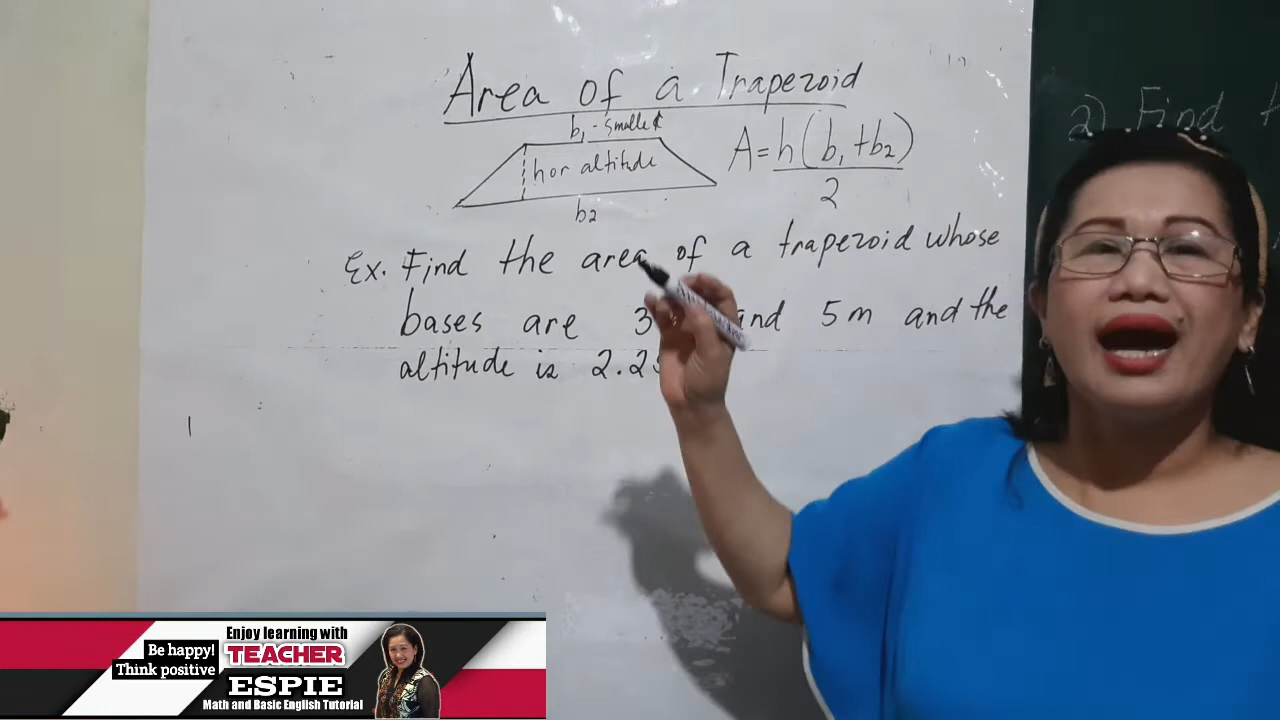 Area of a Trapezoid
b1 - smallest
h or altitude
b2
A = h(b1 + b2)
2
Ex. Find the area of a trapezoid whose
bases are 3 and 5 m and the
altitude is 2.2
2) Find
Be happy!
Think positive
Enjoy learning with
TEACHER
ESPIE
Math and Basic English Tutorial